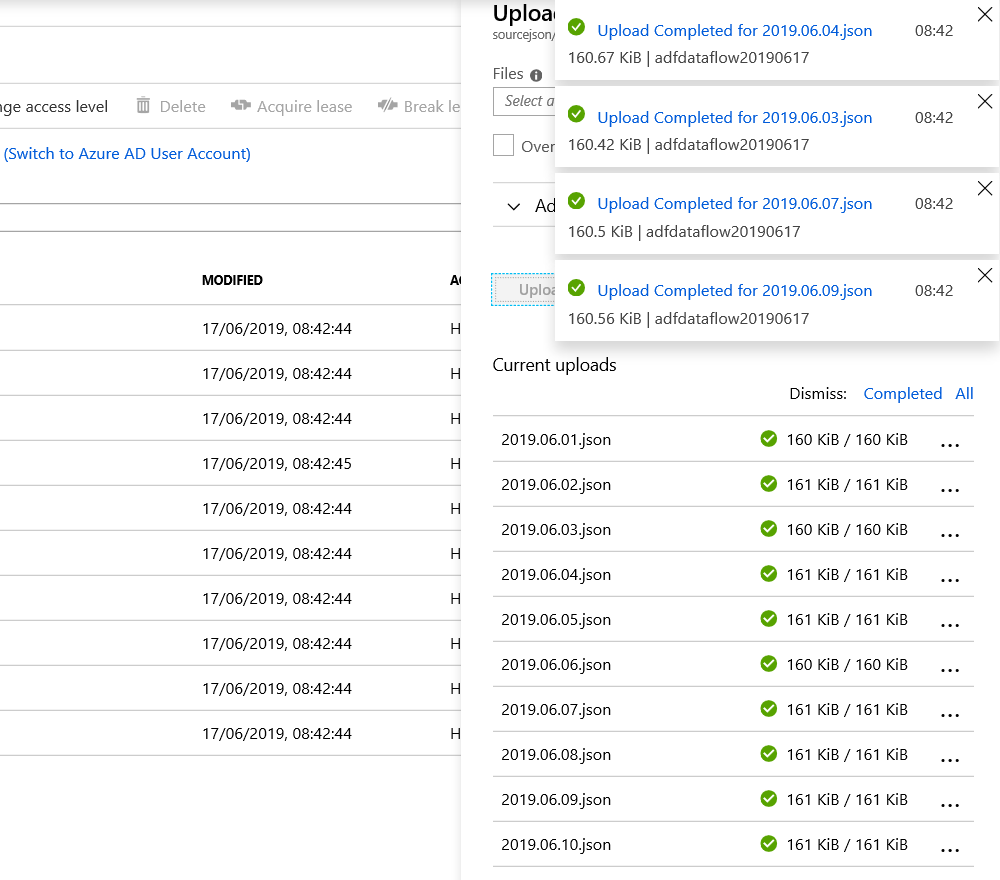 nge access level Delete Acquire lease Break le
(Switch to Azure AD User Account)
MODIFIED
17/06/2019, 08:42:44 H
17/06/2019, 08:42:44 H
17/06/2019, 08:42:44 H
17/06/2019, 08:42:45 H
17/06/2019, 08:42:44 H
17/06/2019, 08:42:44 H
17/06/2019, 08:42:44 H
17/06/2019, 08:42:44 H
17/06/2019, 08:42:44 H
17/06/2019, 08:42:44 H
Uploa
sourcejson/
Files
Select a
Over
Ad
Uploa
Upload Completed for 2019.06.04.json 08:42
160.67 KiB | adfdataflow20190617
Upload Completed for 2019.06.03.json 08:42
160.42 KiB | adfdataflow20190617
Upload Completed for 2019.06.07.json 08:42
160.5 KiB | adfdataflow20190617
Upload Completed for 2019.06.09.json 08:42
160.56 KiB | adfdataflow20190617
Current uploads
Dismiss: Completed All
2019.06.01.json 160 KiB / 160 KiB ...
2019.06.02.json 161 KiB / 161 KiB ...
2019.06.03.json 160 KiB / 160 KiB ...
2019.06.04.json 161 KiB / 161 KiB ...
2019.06.05.json 161 KiB / 161 KiB ...
2019.06.06.json 160 KiB / 160 KiB ...
2019.06.07.json 161 KiB / 161 KiB ...
2019.06.08.json 161 KiB / 161 KiB ...
2019.06.09.json 161 KiB / 161 KiB ...
2019.06.10.json 161 KiB / 161 KiB ...